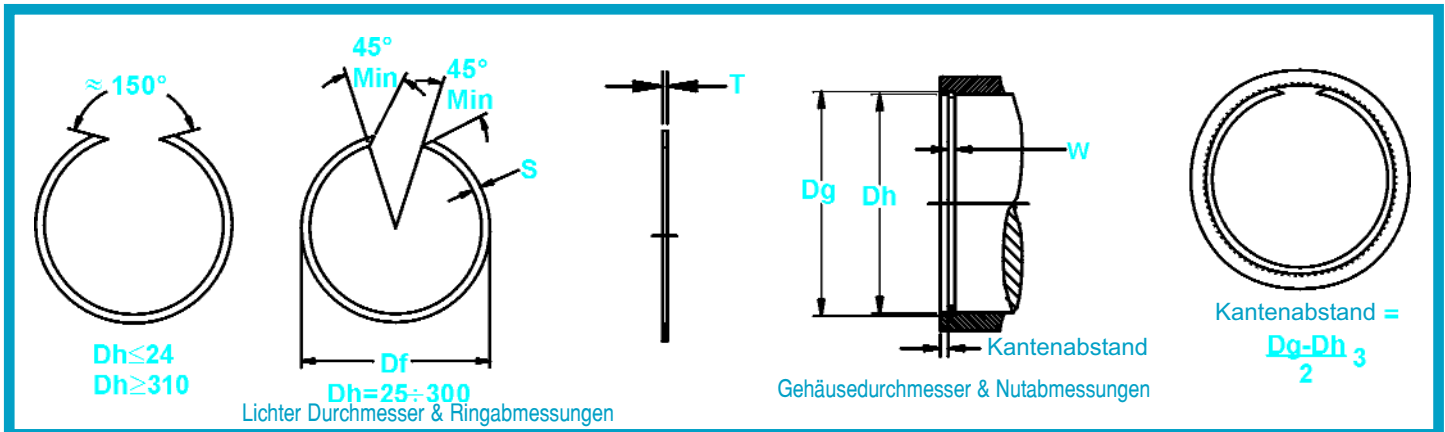 ≈ 150°
Dh≤24
Dh≥310
45°
Min
45°
Min
S
Df
Dh=25÷300
Lichter Durchmesser & Ringabmessungen
T
Dg
Dh
W
Kantenabstand
Gehäusedurchmesser & Nutabmessungen
Kantenabstand =
Dg-Dh
2
3